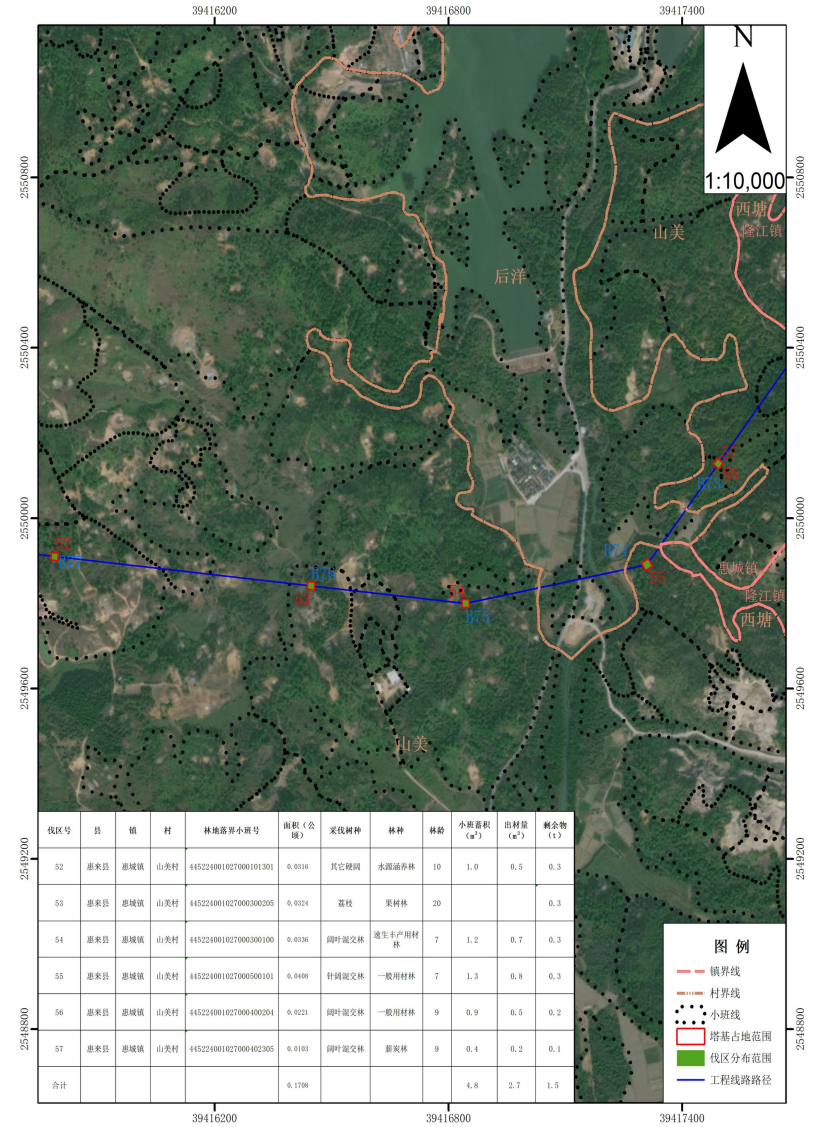 39416200 39416800 39417400
N
1:10,000
2550800 2550800
西塘
隆江镇
山美
后洋
2550400 2550400
57
56
B73
2550000 2550000
52
B77
B76
53
54
B75
B74
55
惠城镇
隆江镇
西塘
2549600 2549600
山美
伐区号 县 镇 村 林地落界小班号 面积（公顷） 采伐树种 林种 林龄 小班蓄积（m³） 出材量（m³） 剩余物（t）
52 惠来县 惠城镇 山美村 445224001027000101301 0.0316 其它硬阔 水源涵养林 10 1.0 0.5 0.3
53 惠来县 惠城镇 山美村 445224001027000300205 0.0324 荔枝 果树林 20 0.3
54 惠来县 惠城镇 山美村 445224001027000300100 0.0336 阔叶混交林 速生丰产用材林 7 1.2 0.7 0.3
55 惠来县 惠城镇 山美村 445224001027000500101 0.0408 针阔混交林 一般用材林 7 1.3 0.8 0.3
56 惠来县 惠城镇 山美村 445224001027000400204 0.0221 阔叶混交林 一般用材林 9 0.9 0.5 0.2
57 惠来县 惠城镇 山美村 445224001027000402305 0.0103 阔叶混交林 薪炭林 9 0.4 0.2 0.1
合计 0.1708 4.8 2.7 1.5
2549200 2549200
2548800 2548800
图 例
镇界线
村界线
小班线
塔基占地范围
伐区分布范围
工程线路路径
39416200 39416800 39417400